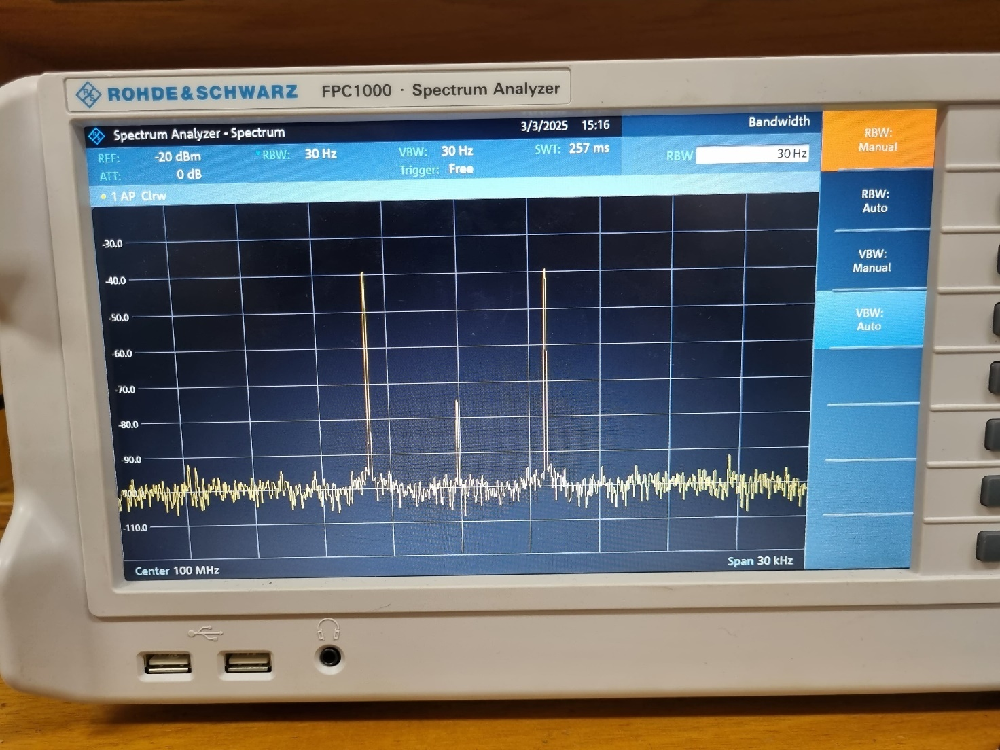 ROHDE&SCHWARZ FPC1000 · Spectrum Analyzer
Spectrum Analyzer - Spectrum 3/3/2025 15:16 Bandwidth
REF: -20 dBm RBW: 30 Hz VBW: 30 Hz SWT: 257 ms RBW 30 Hz
ATT: 0 dB Trigger: Free
1 AP Clrw
RBW:
Manual
RBW:
Auto
VBW:
Manual
VBW:
Auto
-30.0
-40.0
-50.0
-60.0
-70.0
-80.0
-90.0
-100.0
-110.0
Center 100 MHz Span 30 kHz